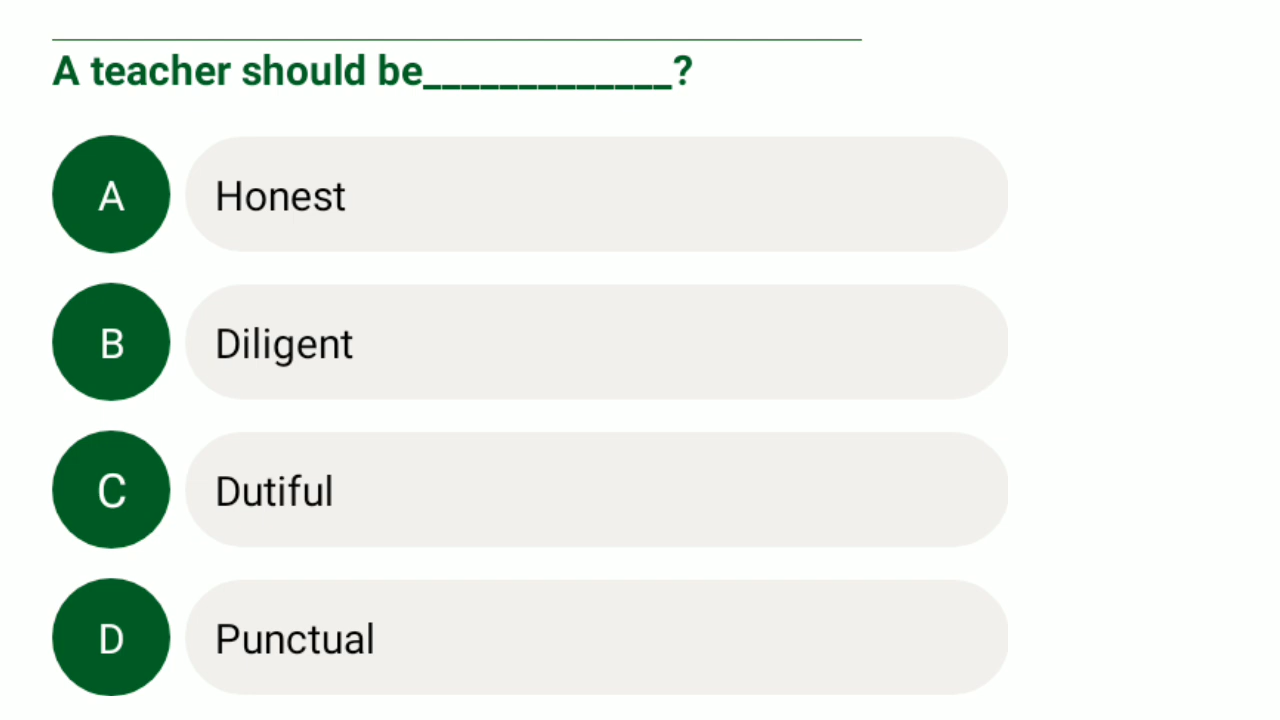 A teacher should be_____________?
A
Honest
B
Diligent
C
Dutiful
D
Punctual